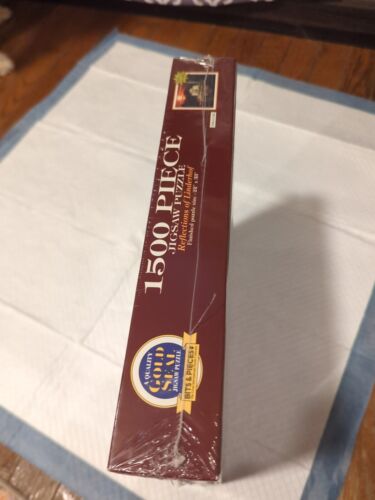 1500 PIECE
JIGSAW PUZZLE
Reflections of Linderhof
A QUALITY
GOLD
SEAL
JIGSAW PUZZLE
BITS & PIECES